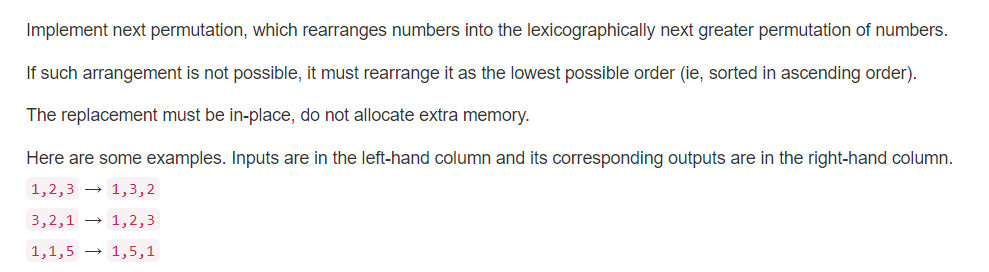 Implement next permutation, which rearranges numbers into the lexicographically next greater permutation of numbers.
If such arrangement is not possible, it must rearrange it as the lowest possible order (ie, sorted in ascending order).
The replacement must be in-place, do not allocate extra memory.
Here are some examples. Inputs are in the left-hand column and its corresponding outputs are in the right-hand column.
1,2,3 → 1,3,2
3,2,1 → 1,2,3
1,1,5 → 1,5,1